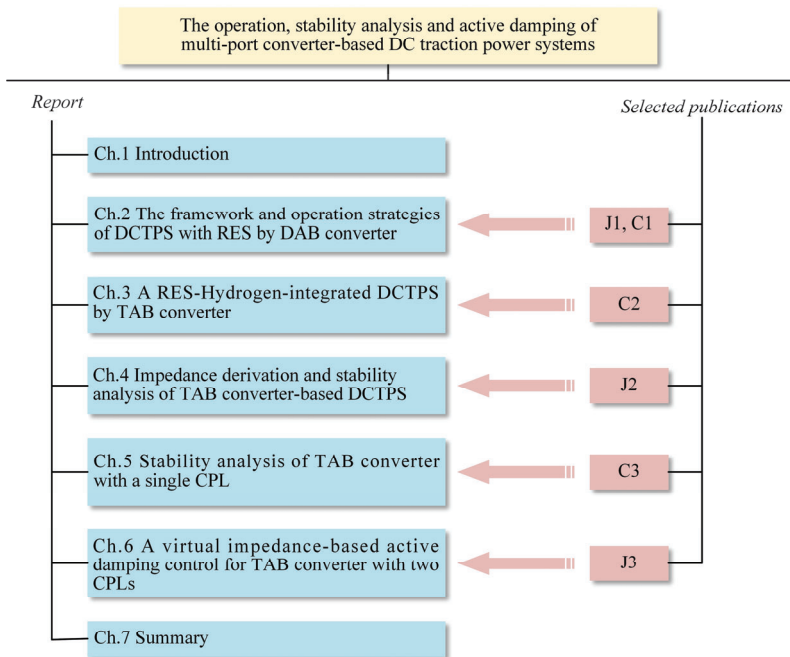 The operation, stability analysis and active damping of
multi-port converter-based DC traction power systems
Report
Selected publications
Ch.1 Introduction
Ch.2 The framework and operation strategies
of DCTPS with RES by DAB converter
J1, C1
Ch.3 A RES-Hydrogen-integrated DCTPS
by TAB converter
C2
Ch.4 Impedance derivation and stability
analysis of TAB converter-based DCTPS
J2
Ch.5 Stability analysis of TAB converter
with a single CPL
C3
Ch.6 A virtual impedance-based active
damping control for TAB converter with two
CPLs
J3
Ch.7 Summary